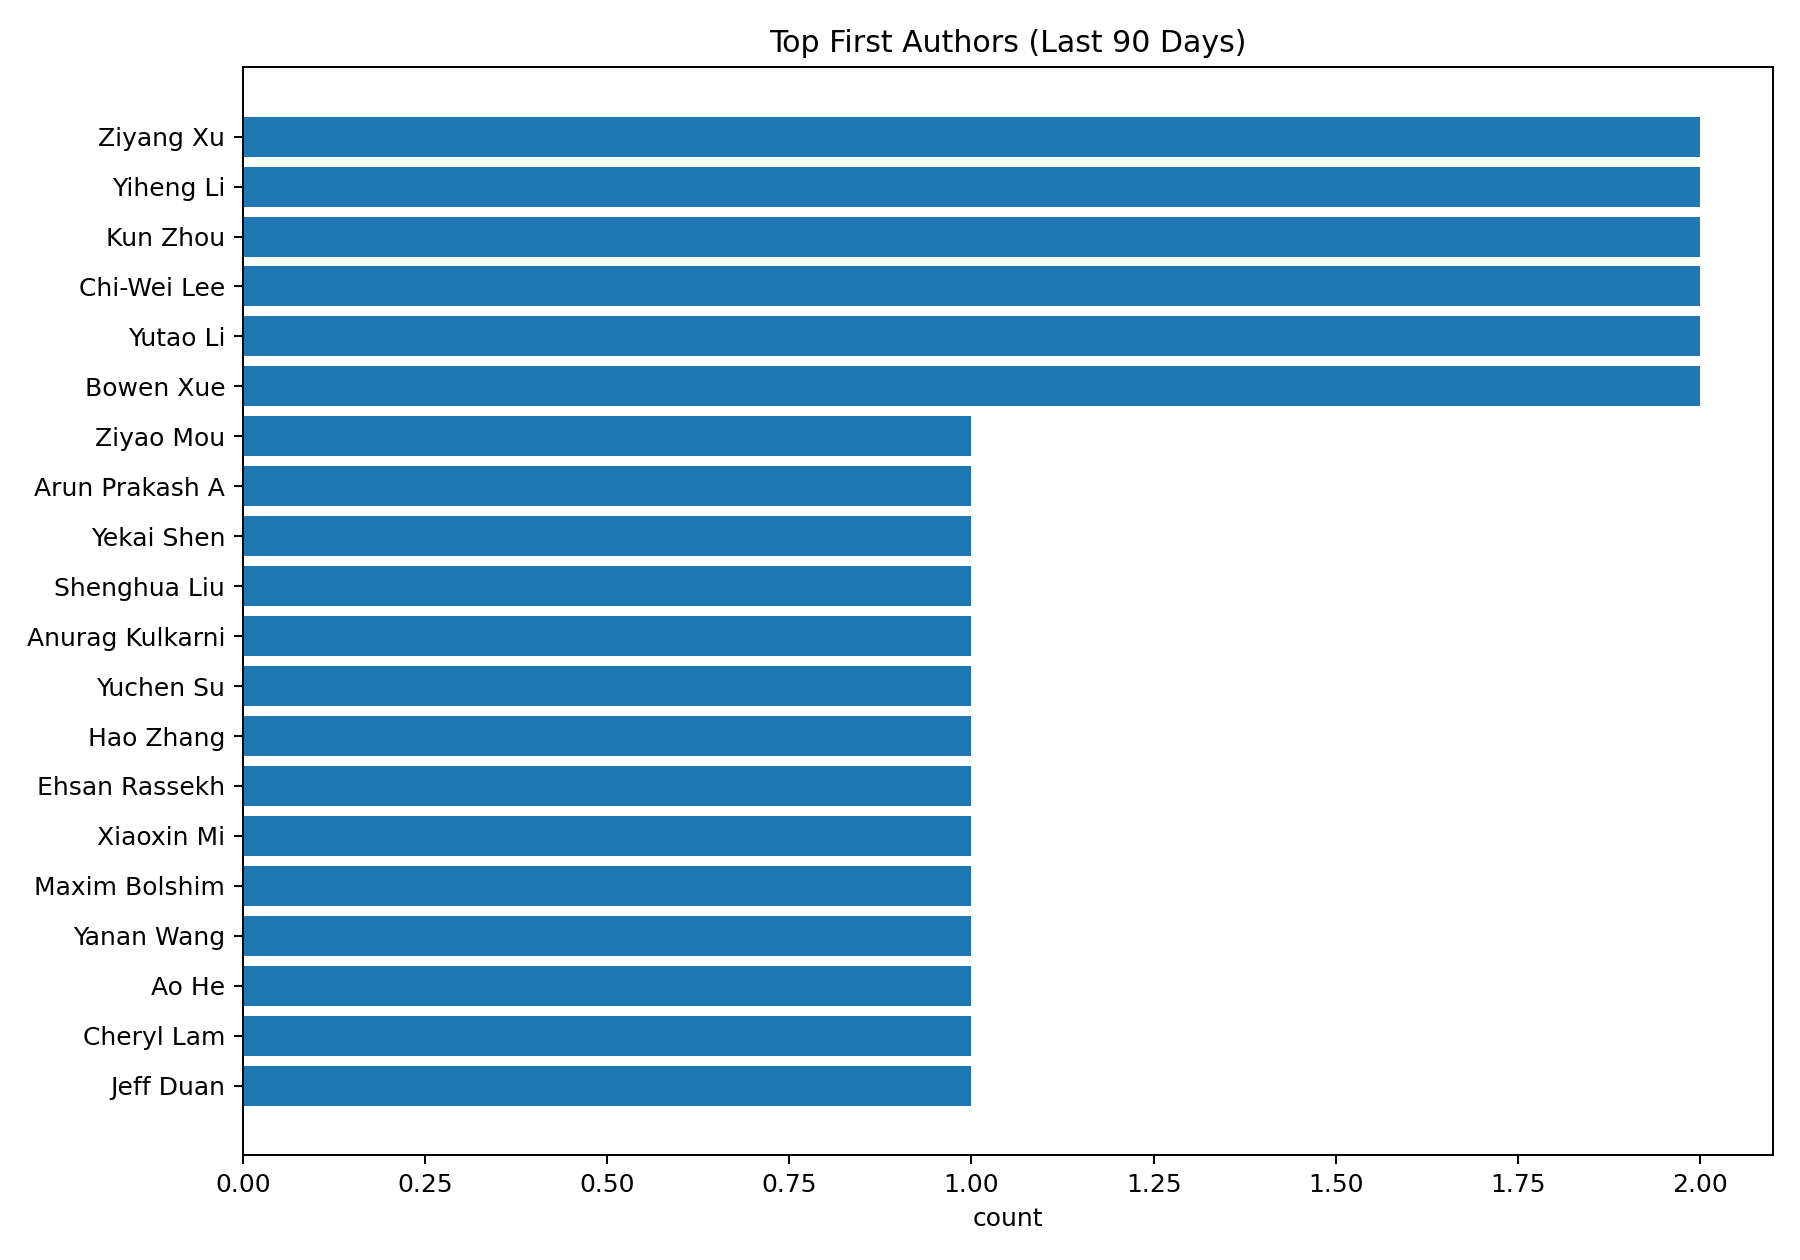 Top First Authors (Last 90 Days)
Ziyang Xu
Yiheng Li
Kun Zhou
Chi-Wei Lee
Yutao Li
Bowen Xue
Ziyao Mou
Arun Prakash A
Yekai Shen
Shenghua Liu
Anurag Kulkarni
Yuchen Su
Hao Zhang
Ehsan Rassekh
Xiaoxin Mi
Maxim Bolshim
Yanan Wang
Ao He
Cheryl Lam
Jeff Duan
0.00 0.25 0.50 0.75 1.00 1.25 1.50 1.75 2.00
count